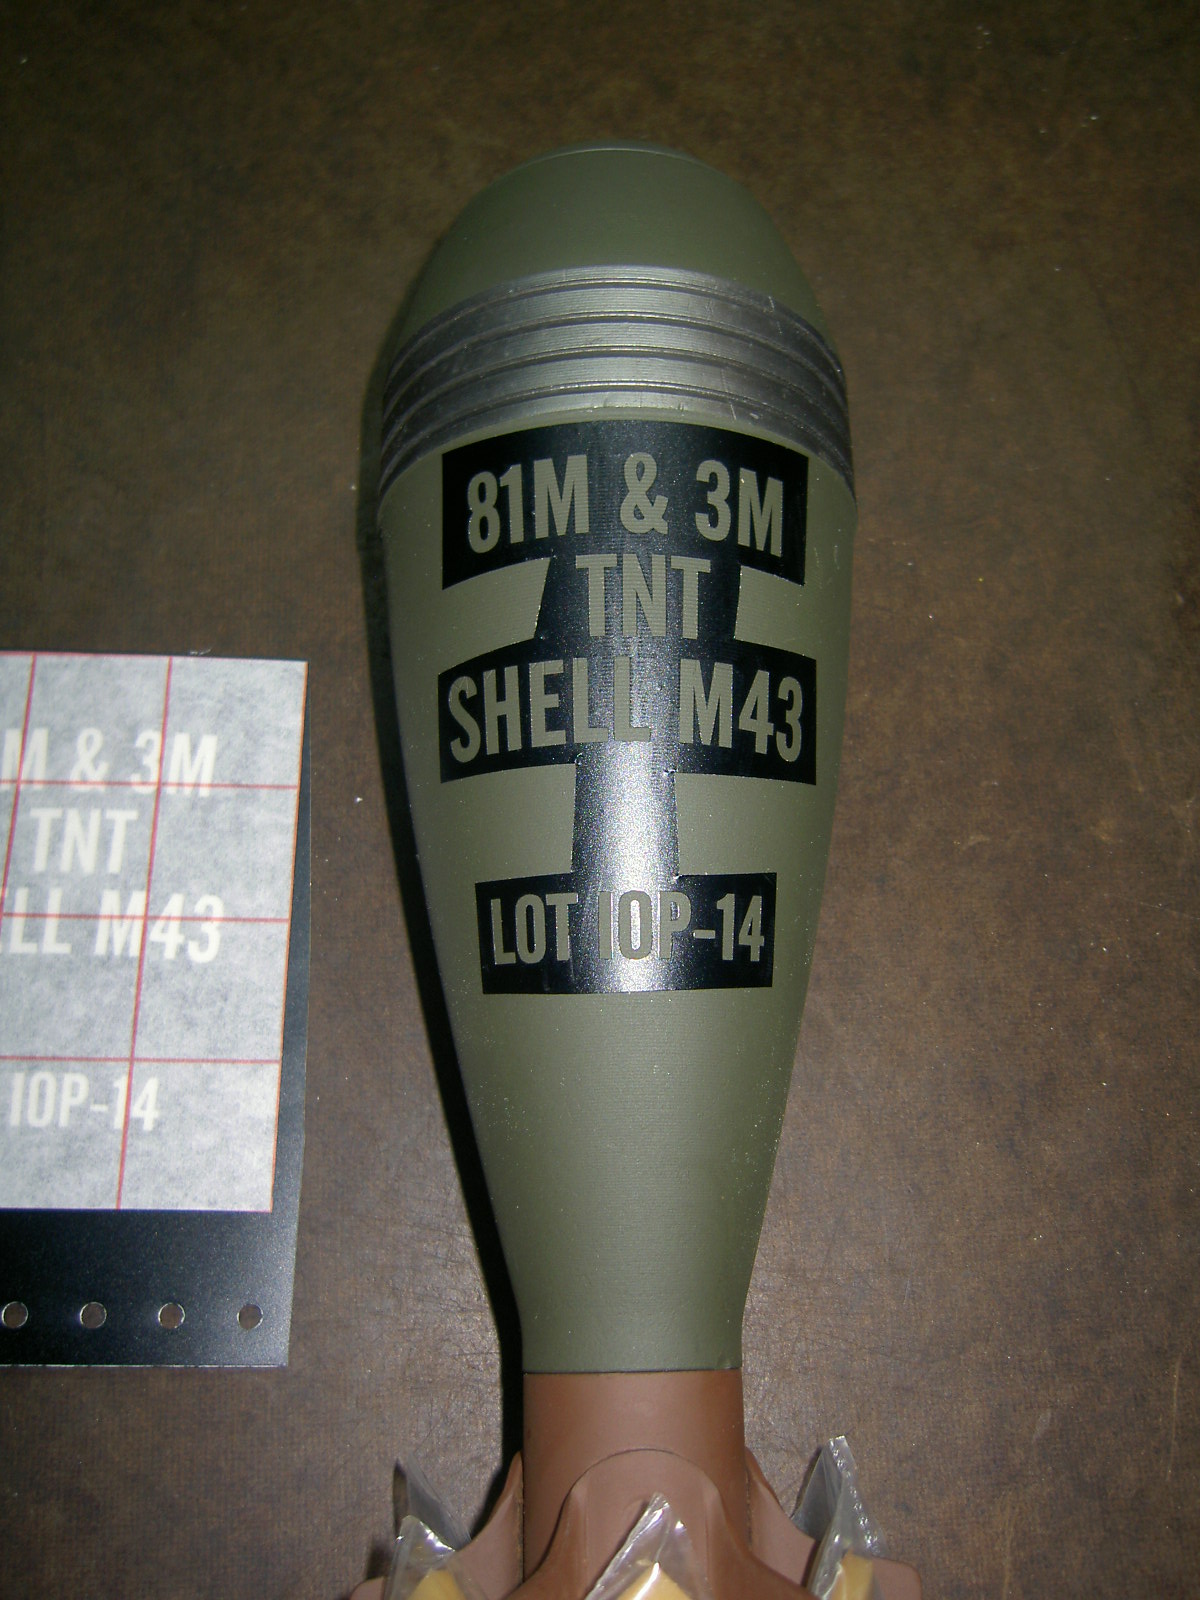 81M & 3M
TNT
SHELL M43
LOT IOP-14
M & 3M
TNT
LL M43
IOP-14